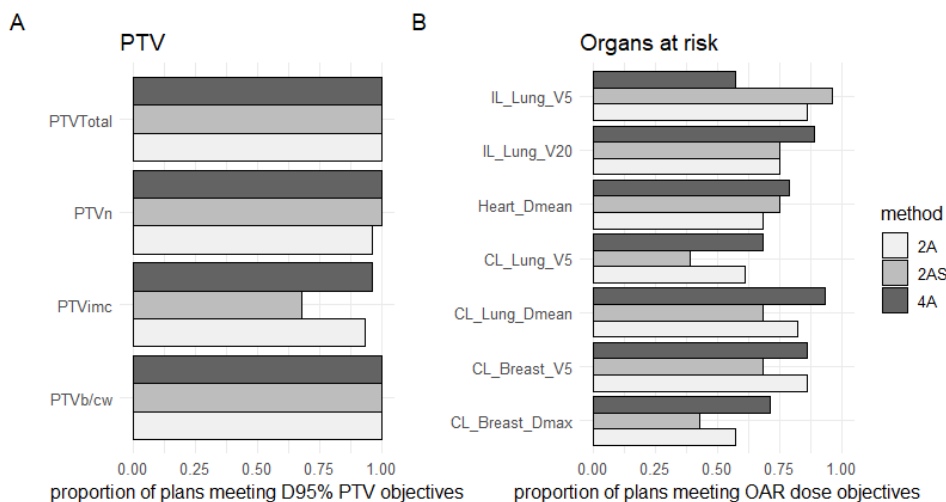 A
PTV
PTVTotal
PTVn
PTVimc
PTVb/cw
0.00 0.25 0.50 0.75 1.00
proportion of plans meeting D95% PTV objectives
B
Organs at risk
IL_Lung_V5
IL_Lung_V20
Heart_Dmean
CL_Lung_V5
CL_Lung_Dmean
CL_Breast_V5
CL_Breast_Dmax
0.00 0.25 0.50 0.75 1.00
proportion of plans meeting OAR dose objectives
method
2A
2AS
4A